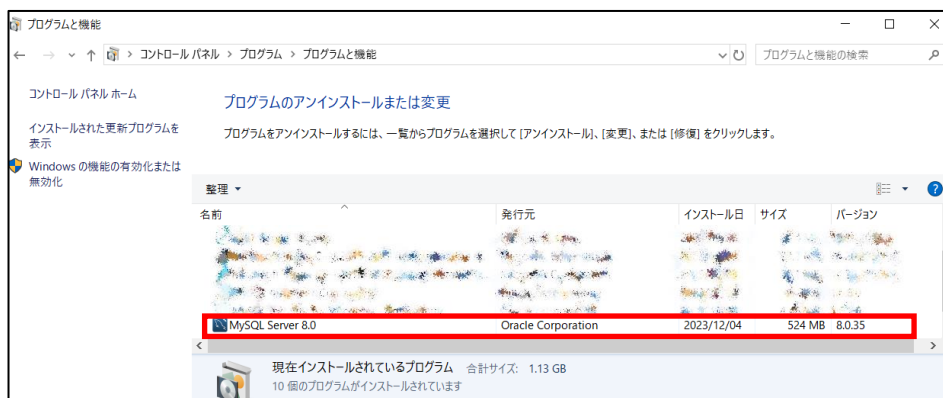 プログラムと機能
コントロール パネル > プログラム > プログラムと機能
プログラムと機能の検索
コントロール パネル ホーム
インストールされた更新プログラムを
表示
Windows の機能の有効化または
無効化
プログラムのアンインストールまたは変更
プログラムをアンインストールするには、一覧からプログラムを選択して [アンインストール]、[変更]、または [修復] をクリックします。
整理
名前 発行元 インストール日 サイズ バージョン
MySQL Server 8.0 Oracle Corporation 2023/12/04 524 MB 8.0.35
現在インストールされているプログラム 合計サイズ: 1.13 GB
10 個のプログラムがインストールされています